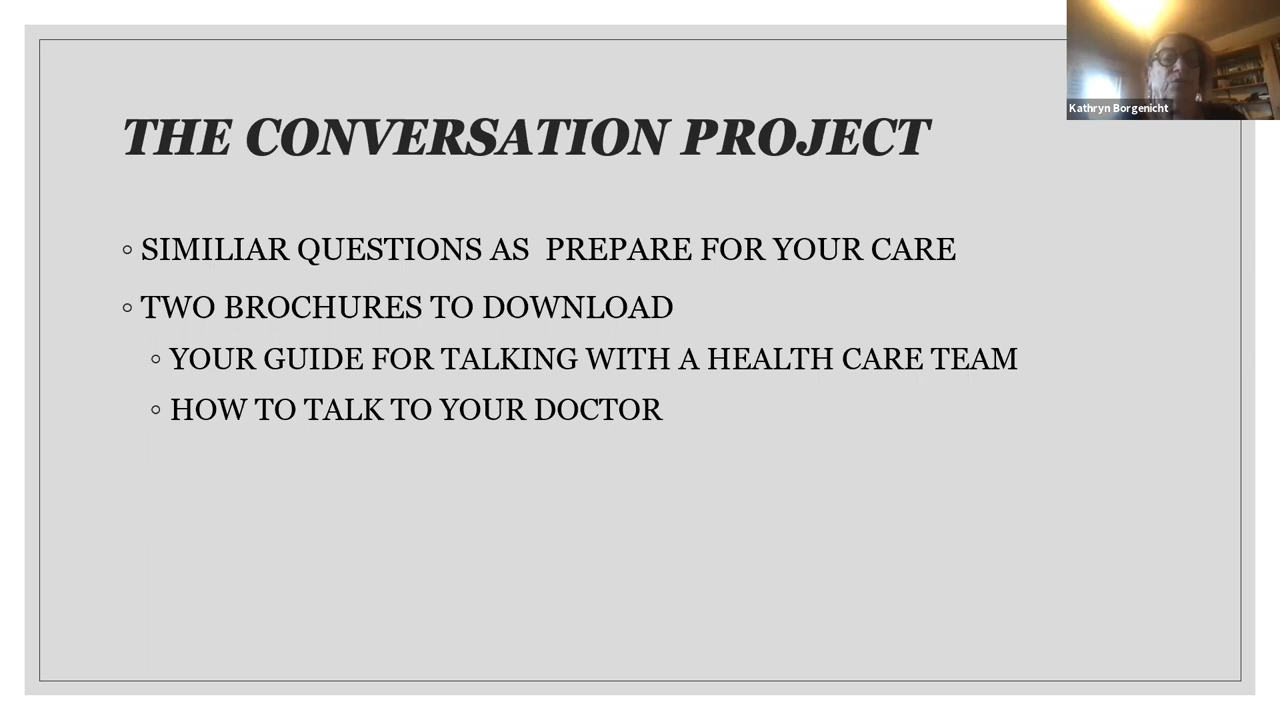 THE CONVERSATION PROJECT
Kathryn Borgenicht
◦ SIMILIAR QUESTIONS AS  PREPARE FOR YOUR CARE
◦ TWO BROCHURES TO DOWNLOAD
◦ YOUR GUIDE FOR TALKING WITH A HEALTH CARE TEAM
◦ HOW TO TALK TO YOUR DOCTOR